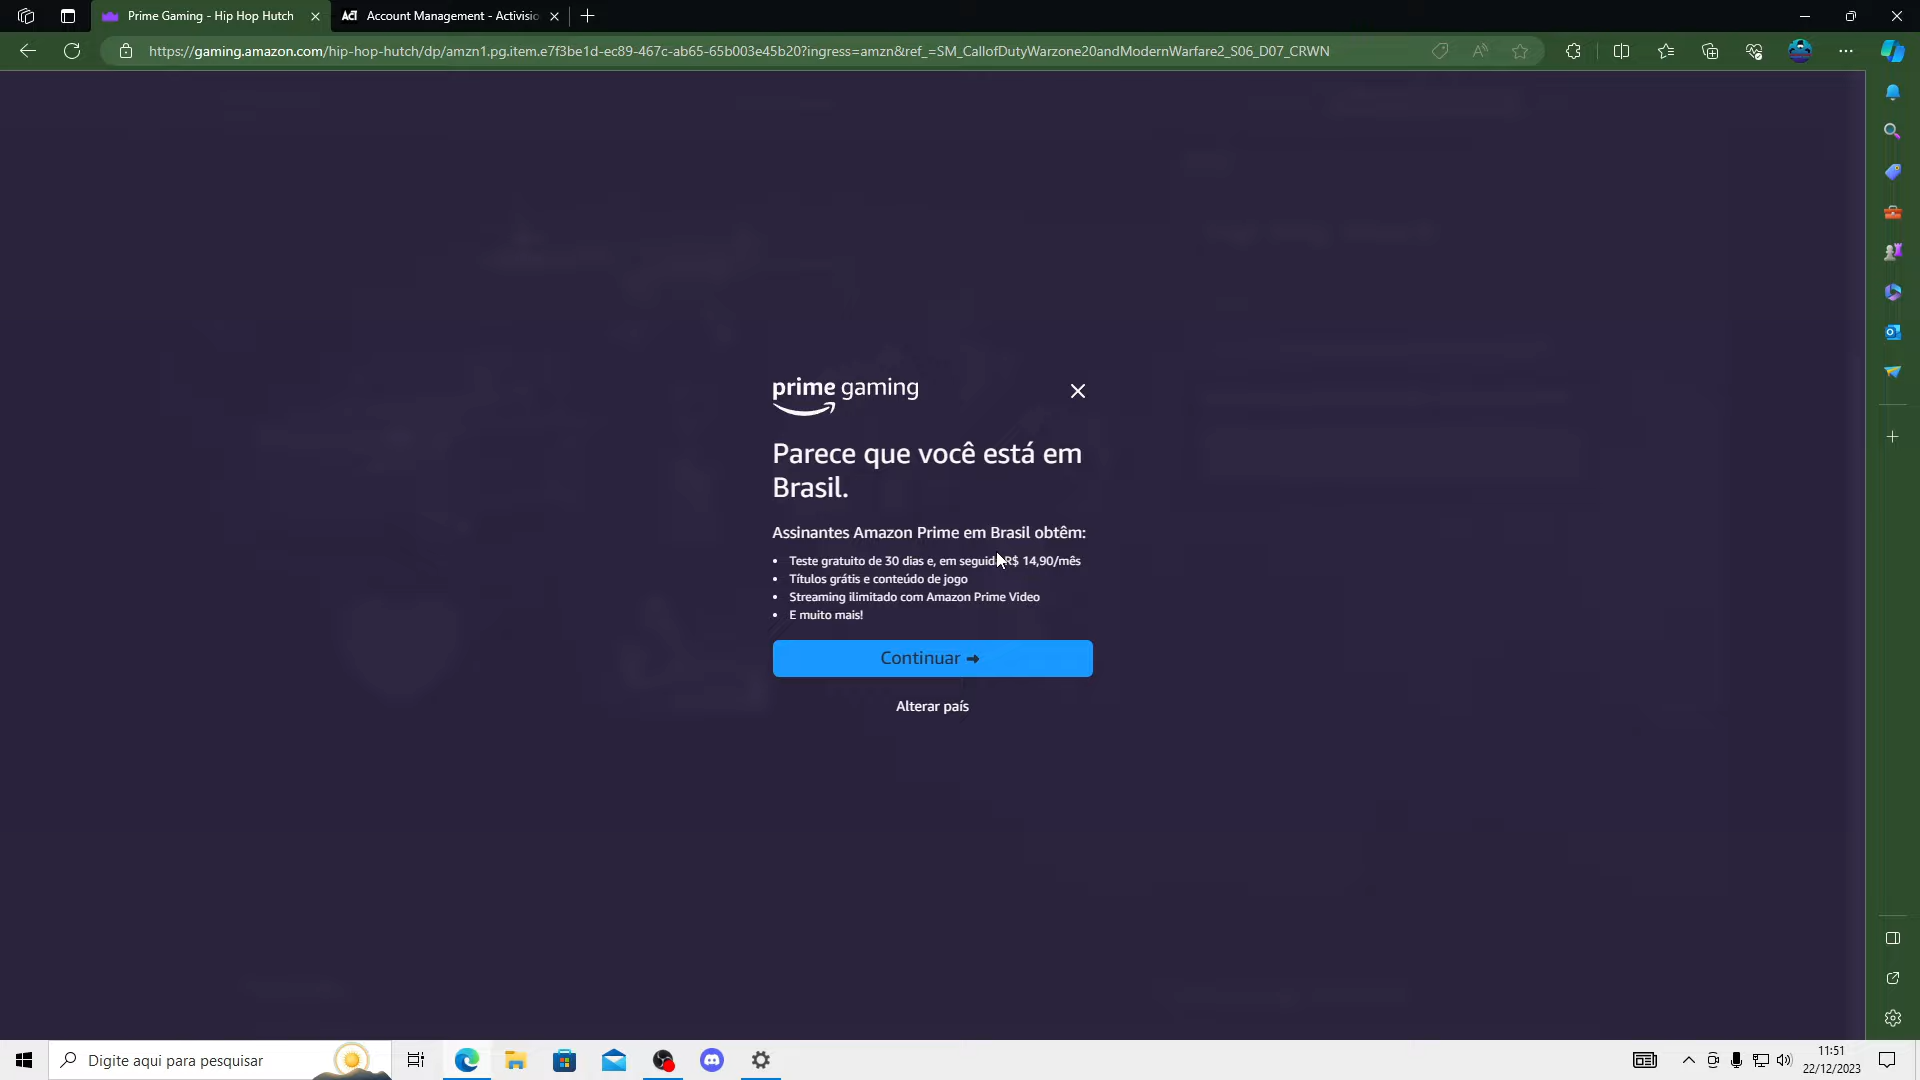 Prime Gaming - Hip Hop Hutch
Account Management - Activisio
https://gaming.amazon.com/hip-hop-hutch/dp/amzn1.pg.item.e7f3be1d-ec89-467c-ab65-65b003e45b20?ingress=amzn&ref_=SM_CallofDutyWarzone20andModernWarfare2_S06_D07_CRWN
prime gaming
Parece que você está em
Brasil.
Assinantes Amazon Prime em Brasil obtêm:
• Teste gratuito de 30 dias e, em seguid R$ 14,90/mês
• Títulos grátis e conteúdo de jogo
• Streaming ilimitado com Amazon Prime Video
• E muito mais!
Continuar →
Alterar país
Digite aqui para pesquisar
11:51
22/12/2023